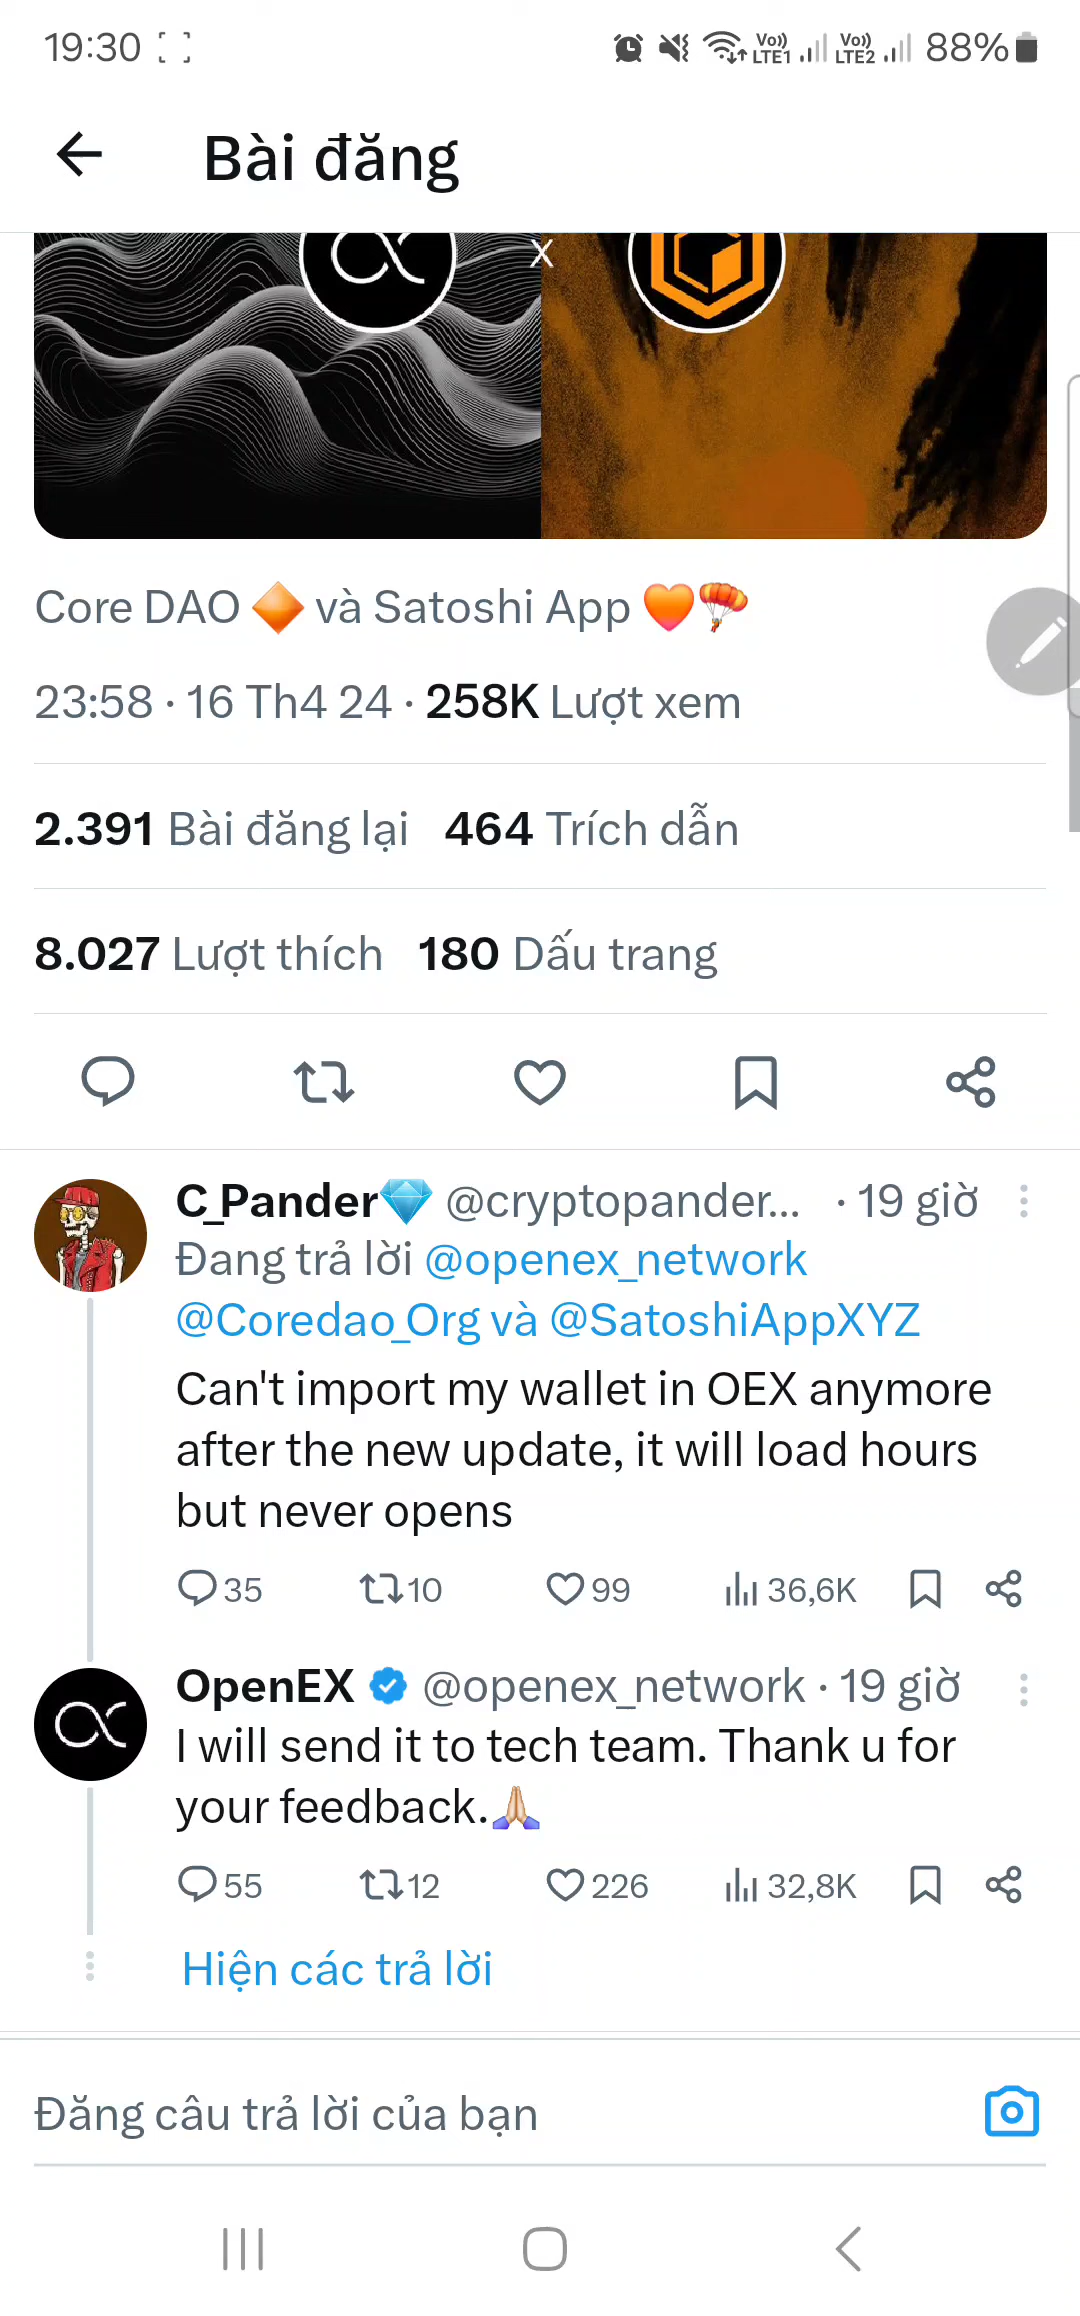 19:30
Vo)) LTE1 Vo)) LTE2 88%
Bài đăng
X
Core DAO 🔶 và Satoshi App 🧡🪂
23:58 · 16 Th4 24 · 258K Lượt xem
2.391 Bài đăng lại 464 Trích dẫn
8.027 Lượt thích 180 Dấu trang
C_Pander💎 @cryptopander... · 19 giờ
Đang trả lời @openex_network
@Coredao_Org và @SatoshiAppXYZ
Can't import my wallet in OEX anymore
after the new update, it will load hours
but never opens
35 10 99 36,6K
OpenEX @openex_network · 19 giờ
I will send it to tech team. Thank u for
your feedback.🙏🏻
55 12 226 32,8K
Hiện các trả lời
Đăng câu trả lời của bạn